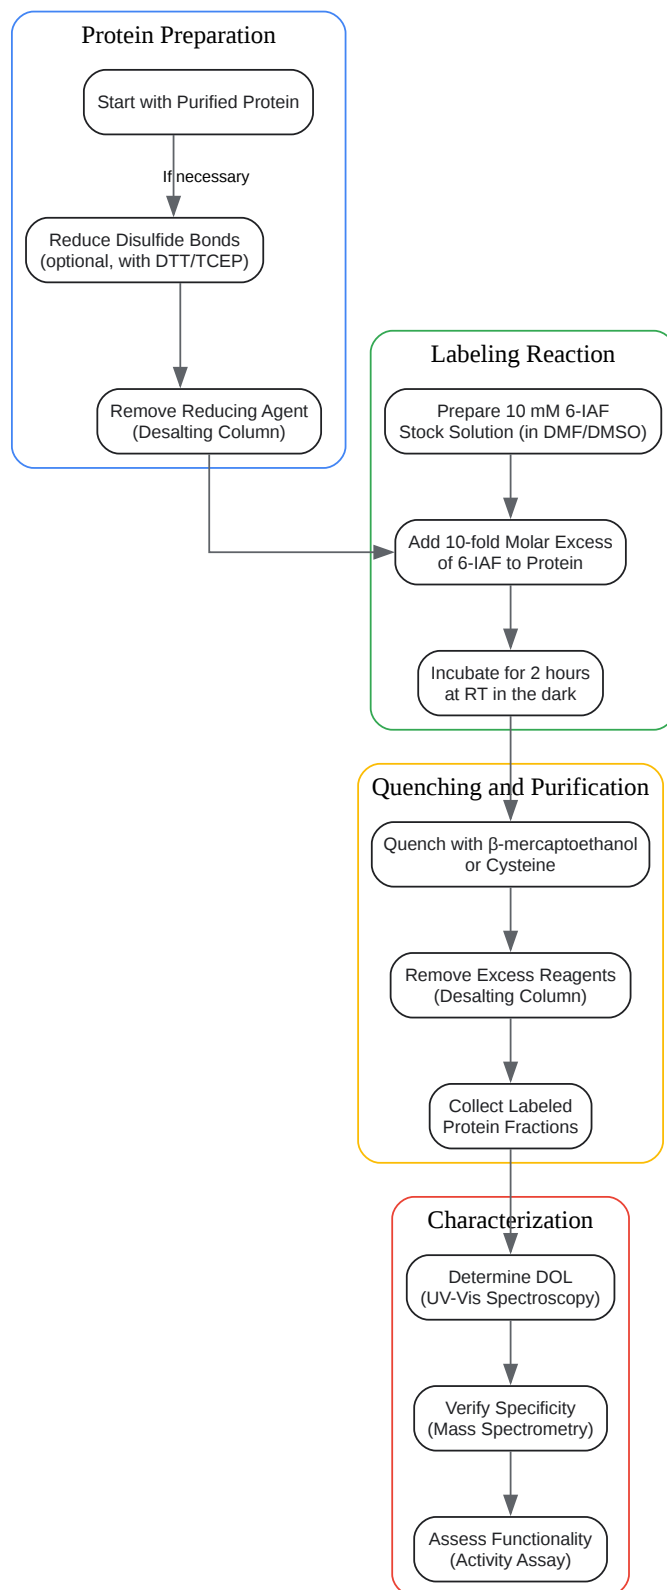 Protein Preparation
Start with Purified Protein
If necessary
Reduce Disulfide Bonds
(optional, with DTT/TCEP)
Remove Reducing Agent
(Desalting Column)
Labeling Reaction
Prepare 10 mM 6-IAF
Stock Solution (in DMF/DMSO)
Add 10-fold Molar Excess
of 6-IAF to Protein
Incubate for 2 hours
at RT in the dark
Quenching and Purification
Quench with β-mercaptoethanol
or Cysteine
Remove Excess Reagents
(Desalting Column)
Collect Labeled
Protein Fractions
Characterization
Determine DOL
(UV-Vis Spectroscopy)
Verify Specificity
(Mass Spectrometry)
Assess Functionality
(Activity Assay)